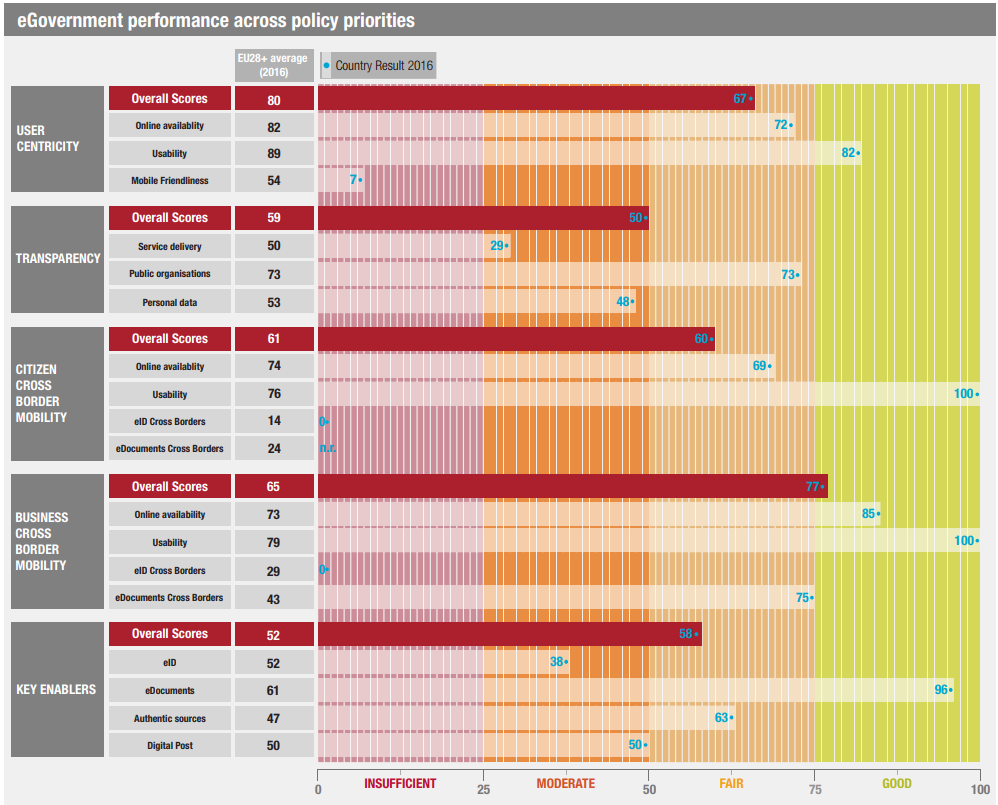 eGovernment performance across policy priorities
EU28+ average
(2016)
Country Result 2016
USER
CENTRICITY
Overall Scores 80 67
Online availablity 82 72
Usability 89 82
Mobile Friendliness 54 7
TRANSPARENCY
Overall Scores 59 50
Service delivery 50 29
Public organisations 73 73
Personal data 53 48
CITIZEN
CROSS
BORDER
MOBILITY
Overall Scores 61 60
Online availablity 74 69
Usability 76 100
eID Cross Borders 14 0
eDocuments Cross Borders 24 n.r.
BUSINESS
CROSS
BORDER
MOBILITY
Overall Scores 65 77
Online availability 73 85
Usability 79 100
eID Cross Borders 29 0
eDocuments Cross Borders 43 75
KEY ENABLERS
Overall Scores 52 58
eID 52 38
eDocuments 61 96
Authentic sources 47 63
Digital Post 50 50
INSUFFICIENT MODERATE FAIR GOOD
0 25 50 75 100